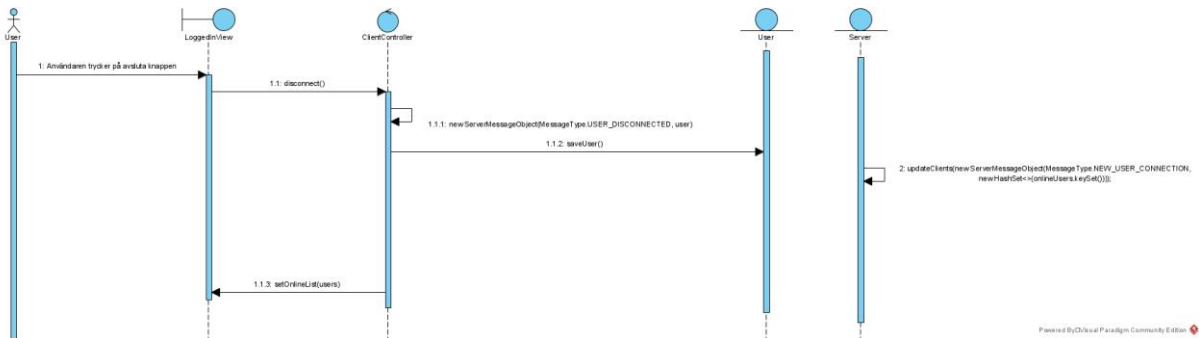 User
LoggedInView
ClientController
User
Server
1: Användaren trycker på avsluta knappen
1.1: disconnect()
1.1.1: newServerMessageObject(MessageType.USER_DISCONNECTED, user)
1.1.2: saveUser()
2: updateClients(newServerMessageObject(MessageType.NEW_USER_CONNECTION,
newHashSet<>(onlineUsers.keySet())));
1.1.3: setOnlineList(users)
Powered By Visual Paradigm Community Edition